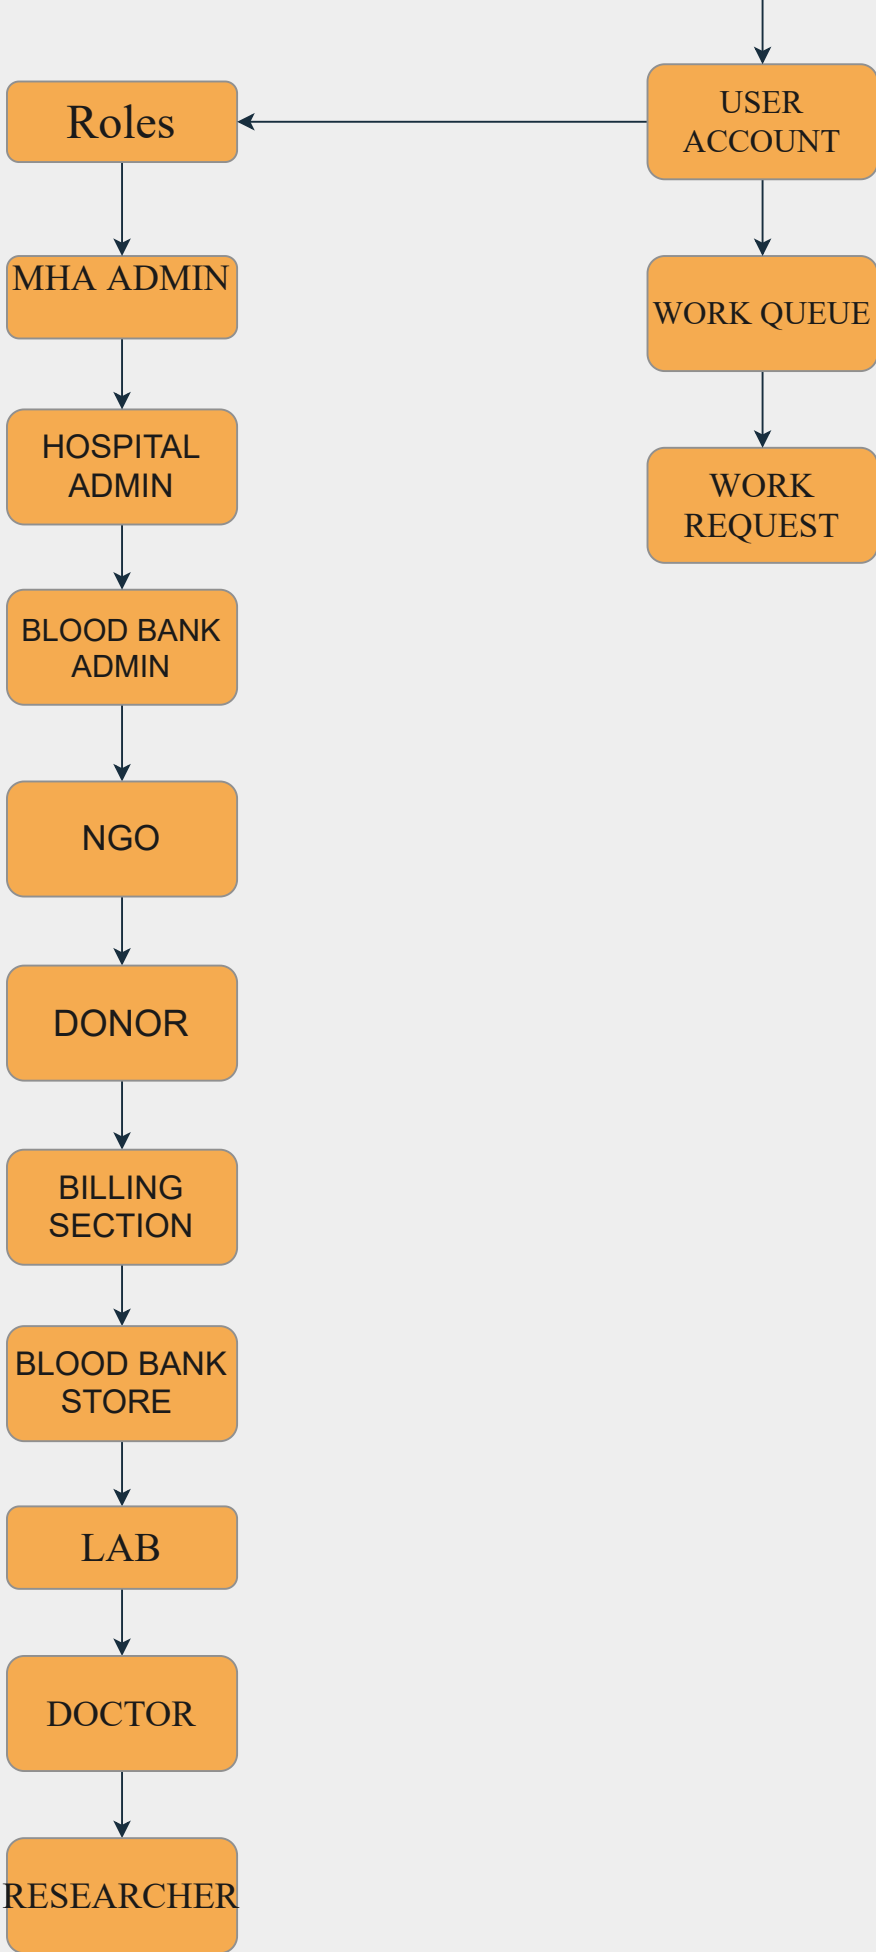 Roles
USER
ACCOUNT
MHA ADMIN
WORK QUEUE
HOSPITAL
ADMIN
WORK
REQUEST
BLOOD BANK
ADMIN
NGO
DONOR
BILLING
SECTION
BLOOD BANK
STORE
LAB
DOCTOR
RESEARCHER